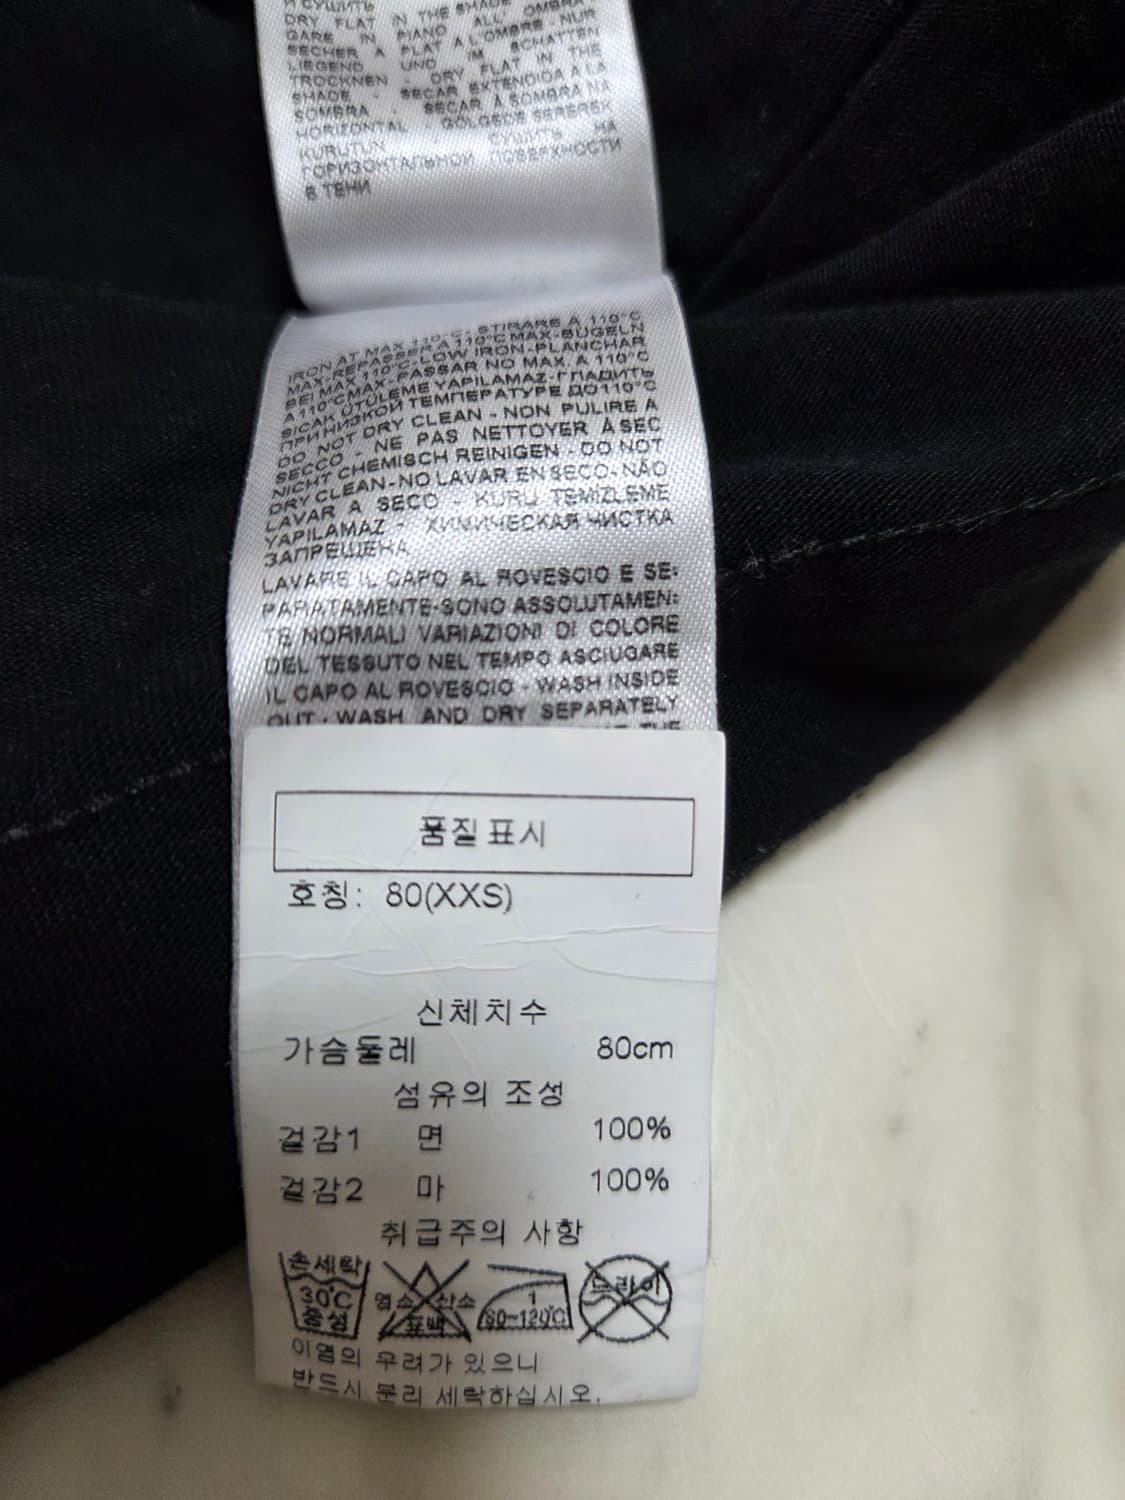 И СУШИТЬ
DRY FLAT IN THE SHADE
GARE IN PIANO ALL' OMBRA - NUR
SECHER A PLAT A L'OMBRE
LIEGEND UND IM SCHATTEN
TROCKNEN - DRY FLAT IN THE
SHADE - SECAR EXTENDIDA A LA
SOMBRA - SECAR À SOMBRA NA
HORIZONTAL - GÖLGEDE SEREREK
KURUTUN - СУШИТЬ НА
ГОРИЗОНТАЛЬНОЙ ПОВЕРХНОСТИ
В ТЕНИ
IRON AT MAX 110°C - STIRARE A 110°C
MAX-REPASSER A 110°C MAX-BÜGELN
BEI MAX 110°C-LOW IRON-PLANCHAR
A 110°C MAX-PASSAR NO MAX. A 110°C
SICAK ÜTÜLEME YAPILAMAZ-ГЛАДИТЬ
ПРИ НИЗКОЙ ТЕМПЕРАТУРЕ ДО110°C
DO NOT DRY CLEAN - NON PULIRE A
SECCO - NE PAS NETTOYER À SEC
NICHT CHEMISCH REINIGEN - DO NOT
DRY CLEAN-NO LAVAR EN SECO-NÃO
LAVAR A SECO - KURU TEMIZLEME
YAPILAMAZ - ХИМИЧЕСКАЯ ЧИСТКА
ЗАПРЕЩЕНА
LAVARE IL CAPO AL ROVESCIO E SE-
PARATAMENTE-SONO ASSOLUTAMEN-
TE NORMALI VARIAZIONI DI COLORE
DEL TESSUTO NEL TEMPO ASCIUGARE
IL CAPO AL ROVESCIO - WASH INSIDE
OUT - WASH AND DRY SEPARATELY
THE
품질표시
호칭: 80(XXS)
신체치수
가슴둘레 80cm
섬유의 조성
겉감1 면 100%
겉감2 마 100%
취급주의 사항
손세탁 30℃ 중성
염소 산소 표백
1 80~120℃
드라이
이염의 우려가 있으니
반드시 분리 세탁하십시오.